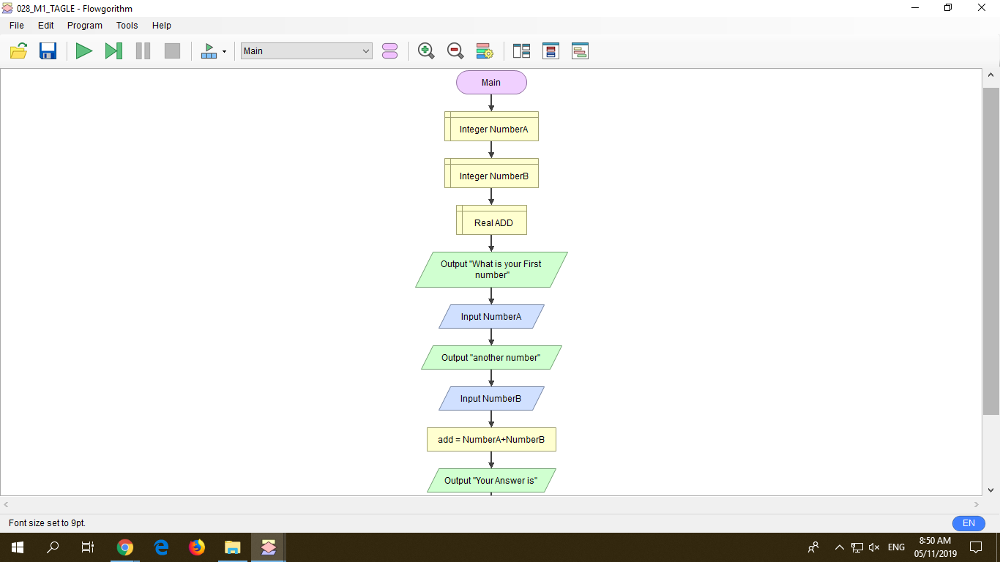 028_M1_TAGLE - Flowgorithm
File Edit Program Tools Help
Main
Main
Integer NumberA
Integer NumberB
Real ADD
Output "What is your First
number"
Input NumberA
Output "another number"
Input NumberB
add = NumberA+NumberB
Output "Your Answer is"
Font size set to 9pt.
EN
ENG
8:50 AM
05/11/2019